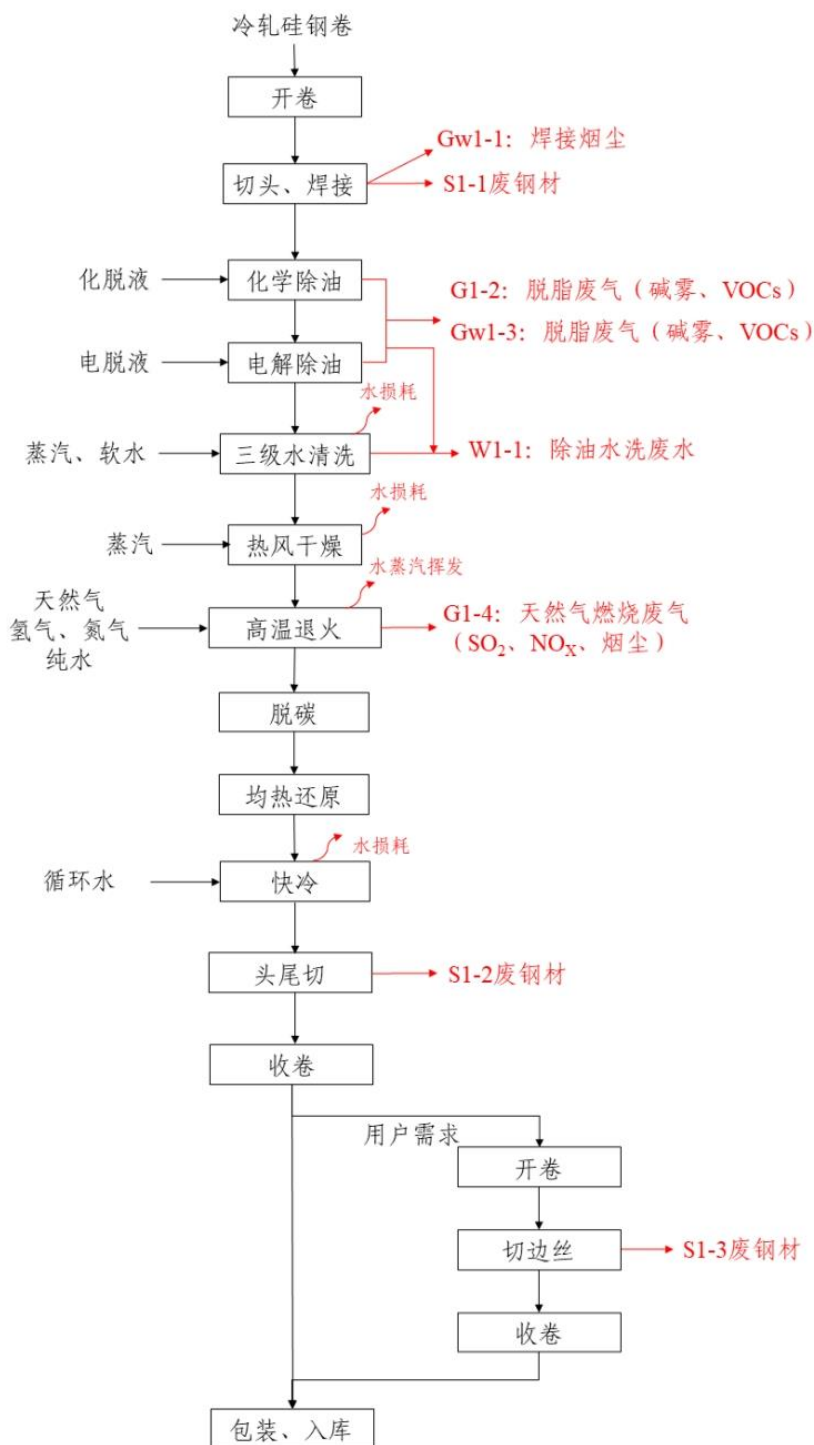 冷轧硅钢卷
开卷
Gw1-1：焊接烟尘
切头、焊接
S1-1废钢材
化脱液
化学除油
G1-2：脱脂废气（碱雾、VOCs）
Gw1-3：脱脂废气（碱雾、VOCs）
电脱液
电解除油
水损耗
蒸汽、软水
三级水清洗
W1-1：除油水洗废水
水损耗
蒸汽
热风干燥
水蒸汽挥发
天然气
氢气、氮气
纯水
高温退火
G1-4：天然气燃烧废气
（SO₂、NOX、烟尘）
脱碳
均热还原
水损耗
循环水
快冷
头尾切
S1-2废钢材
收卷
用户需求
开卷
切边丝
S1-3废钢材
收卷
包装、入库